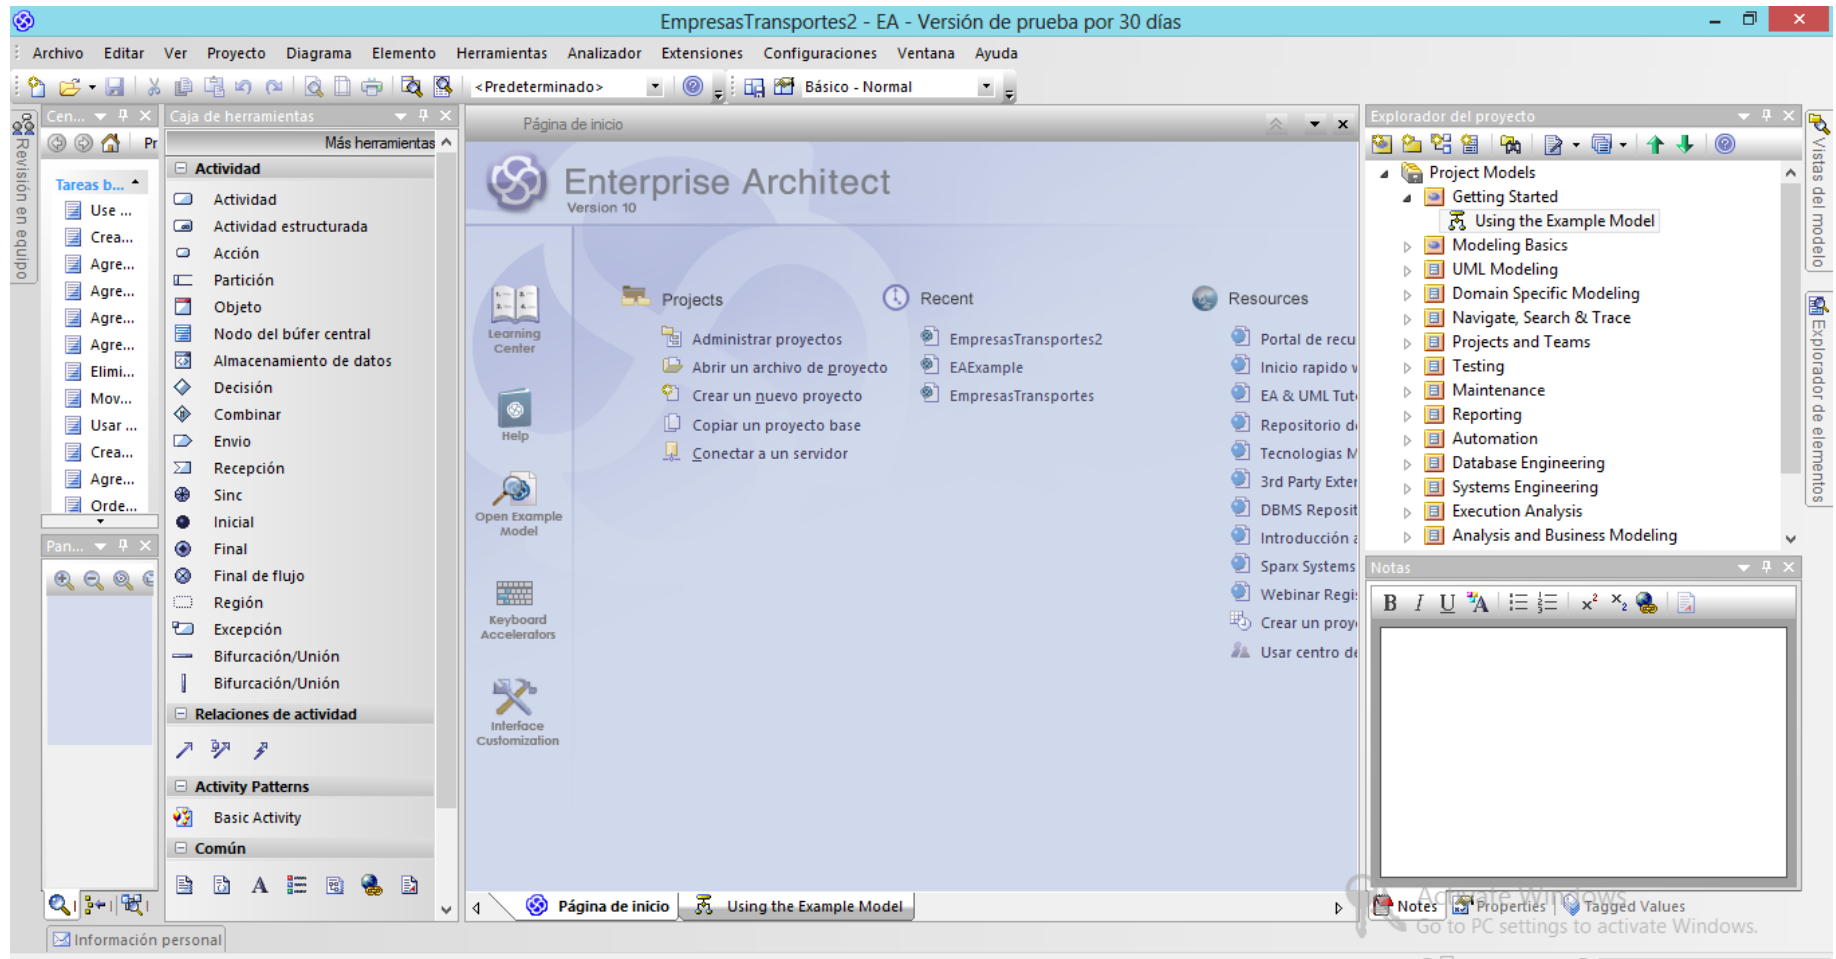 EmpresasTransportes2 - EA - Versión de prueba por 30 días
Archivo Editar Ver Proyecto Diagrama Elemento Herramientas Analizador Extensiones Configuraciones Ventana Ayuda
<Predeterminado>
Básico - Normal
Revisión en equipo
Cen...
Pr
Tareas b...
Use ...
Crea...
Agre...
Agre...
Agre...
Agre...
Elimi...
Mov...
Usar ...
Crea...
Agre...
Orde...
Pan...
Caja de herramientas
Más herramientas
Actividad
Actividad
Actividad estructurada
Acción
Partición
Objeto
Nodo del búfer central
Almacenamiento de datos
Decisión
Combinar
Envio
Recepción
Sinc
Inicial
Final
Final de flujo
Región
Excepción
Bifurcación/Unión
Bifurcación/Unión
Relaciones de actividad
Activity Patterns
Basic Activity
Común
Página de inicio
Enterprise Architect
Version 10
Learning
Center
Help
Open Example
Model
Keyboard
Accelerators
Interface
Customization
Projects
Administrar proyectos
Abrir un archivo de proyecto
Crear un nuevo proyecto
Copiar un proyecto base
Conectar a un servidor
Recent
EmpresasTransportes2
EAExample
EmpresasTransportes
Resources
Portal de recu
Inicio rapido v
EA & UML Tut
Repositorio d
Tecnologias M
3rd Party Exter
DBMS Reposit
Introducción a
Sparx Systems
Webinar Regis
Crear un proye
Usar centro de
Página de inicio
Using the Example Model
Explorador del proyecto
Project Models
Getting Started
Using the Example Model
Modeling Basics
UML Modeling
Domain Specific Modeling
Navigate, Search & Trace
Projects and Teams
Testing
Maintenance
Reporting
Automation
Database Engineering
Systems Engineering
Execution Analysis
Analysis and Business Modeling
Notas
B I U A x² x₂
Notes
Properties
Tagged Values
Activate Windows
Go to PC settings to activate Windows.
Vistas del modelo
Explorador de elementos
Información personal